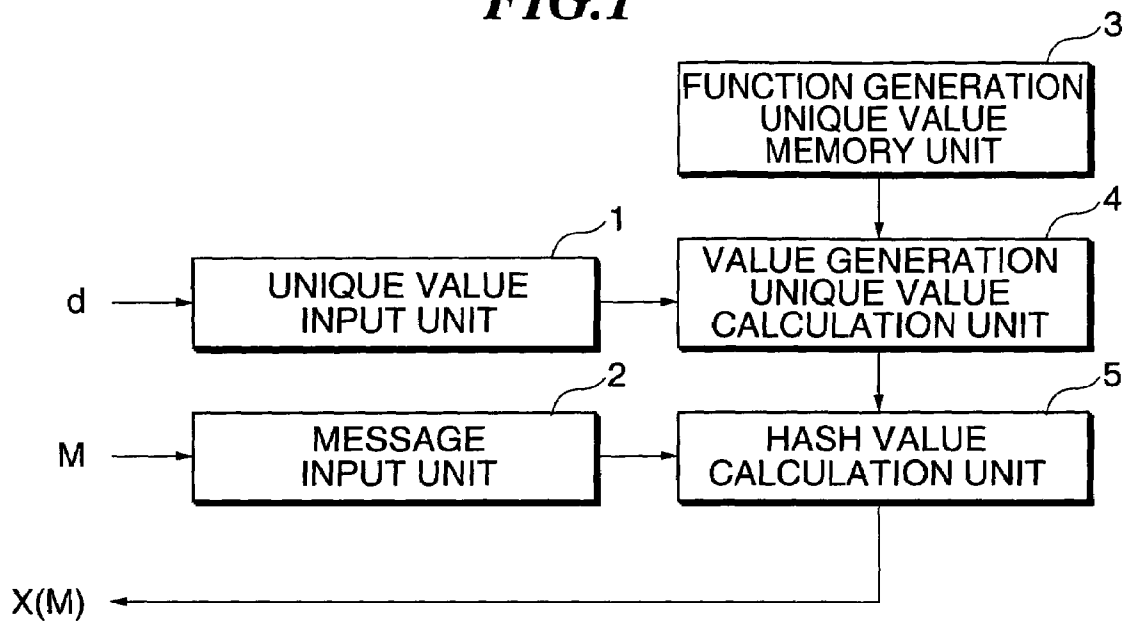 FIG.1
3
FUNCTION GENERATION
UNIQUE VALUE
MEMORY UNIT
4
VALUE GENERATION
UNIQUE VALUE
CALCULATION UNIT
1
d
UNIQUE VALUE
INPUT UNIT
2
M
MESSAGE
INPUT UNIT
5
HASH VALUE
CALCULATION UNIT
X(M)